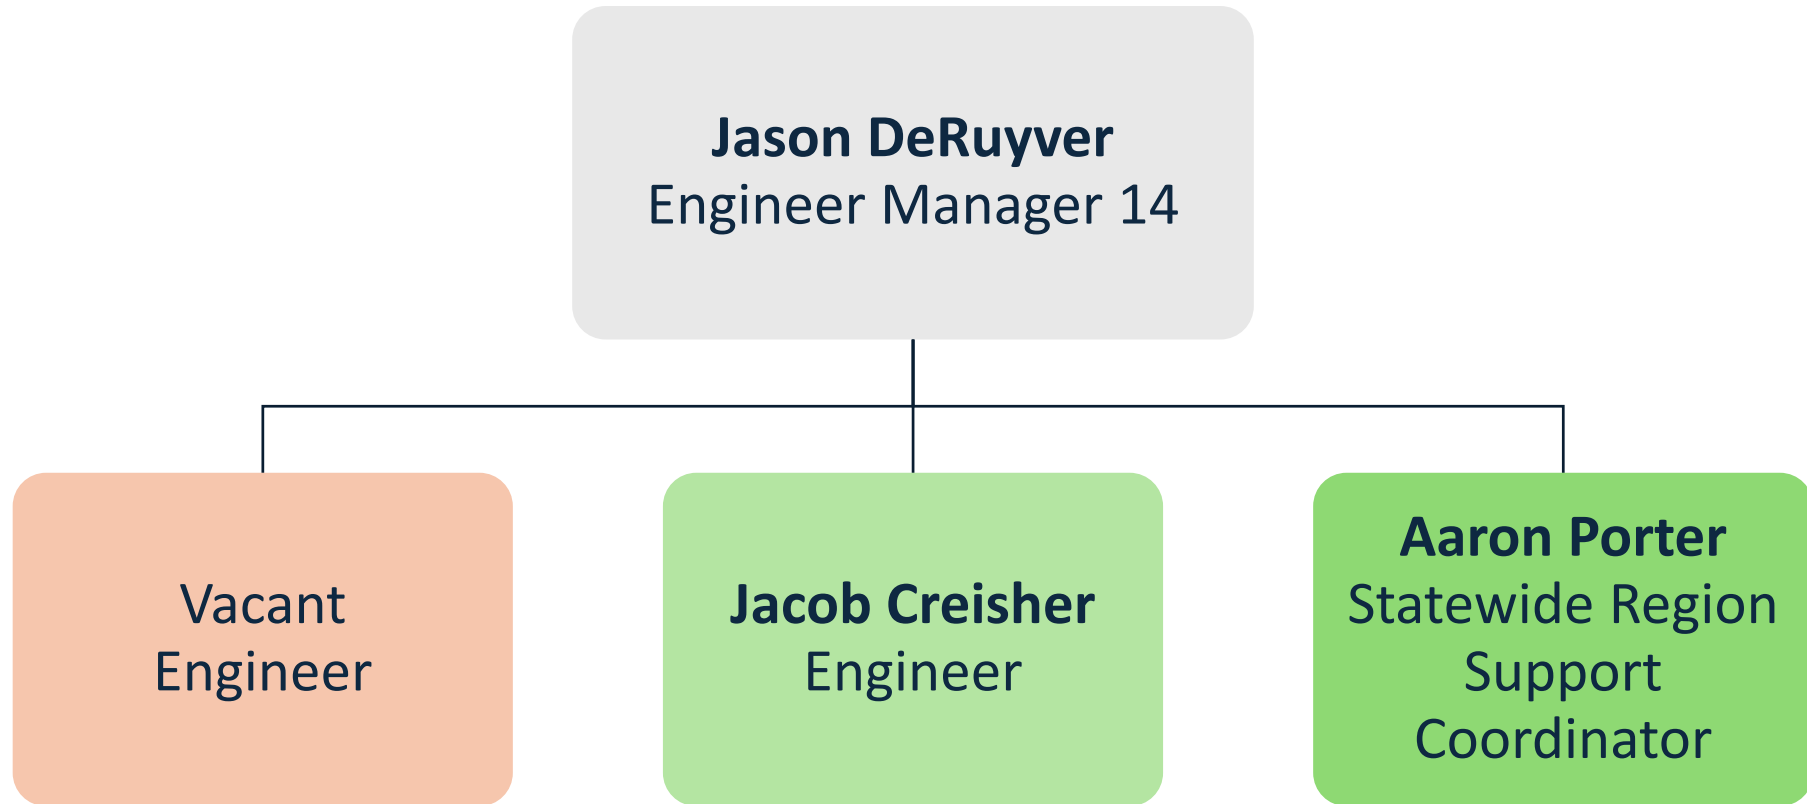 Jason DeRuyver
Engineer Manager 14
Vacant
Engineer
Jacob Creisher
Engineer
Aaron Porter
Statewide Region
Support
Coordinator